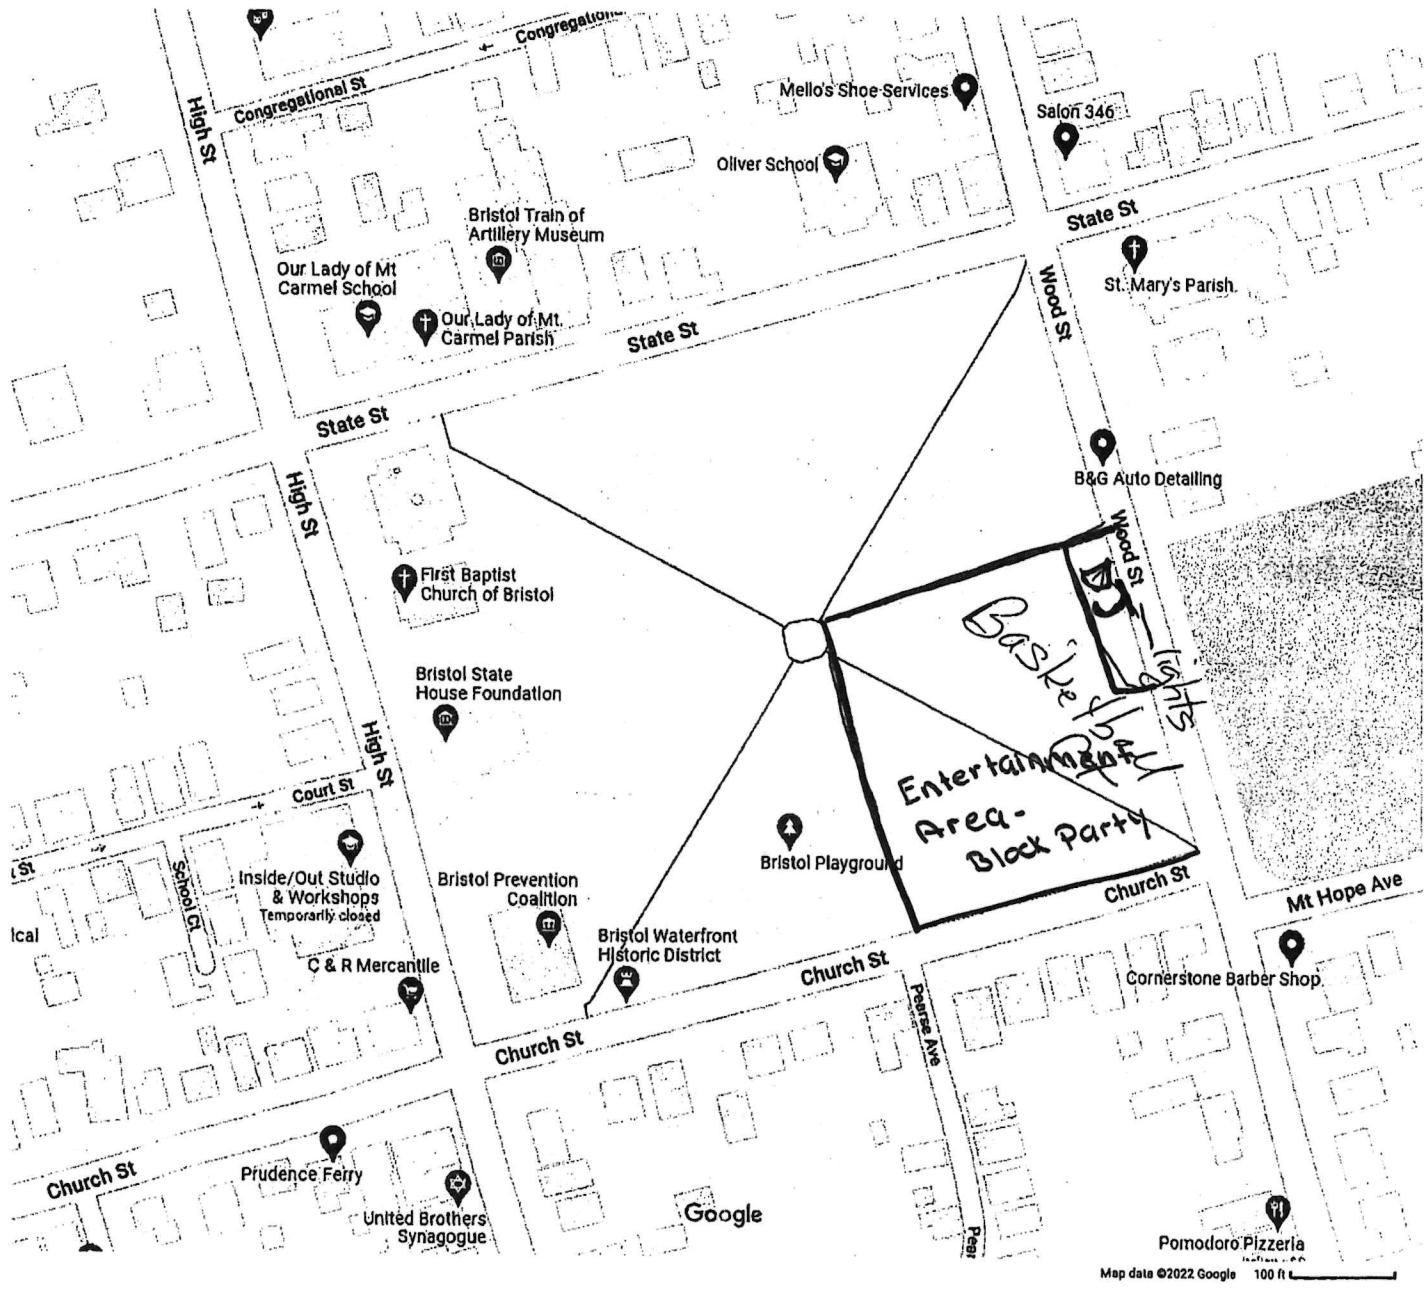 Congregational
Congregational St
High St
Mello's Shoe Services
Salon 346
Oliver School
State St
Bristol Train of
Artillery Museum
St. Mary's Parish
Our Lady of Mt
Carmel School
Wood St
Our Lady of Mt.
Carmel Parish
State St
State St
B&G Auto Detailing
High St
Wood St
First Baptist
Church of Bristol
DJ
lights
Basketball
Bristol State
House Foundation
High St
Entertainment
Area-
Block Party
Court St
Bristol Playground
St
School Ct
Inside/Out Studio
& Workshops
Temporarily closed
Bristol Prevention
Coalition
Church St
Mt Hope Ave
ical
Bristol Waterfront
Historic District
C & R Mercantile
Church St
Cornerstone Barber Shop
Pearse Ave
Church St
Prudence Ferry
Church St
United Brothers
Synagogue
Google
Pear
Pomodoro Pizzeria
Map data ©2022 Google 100 ft